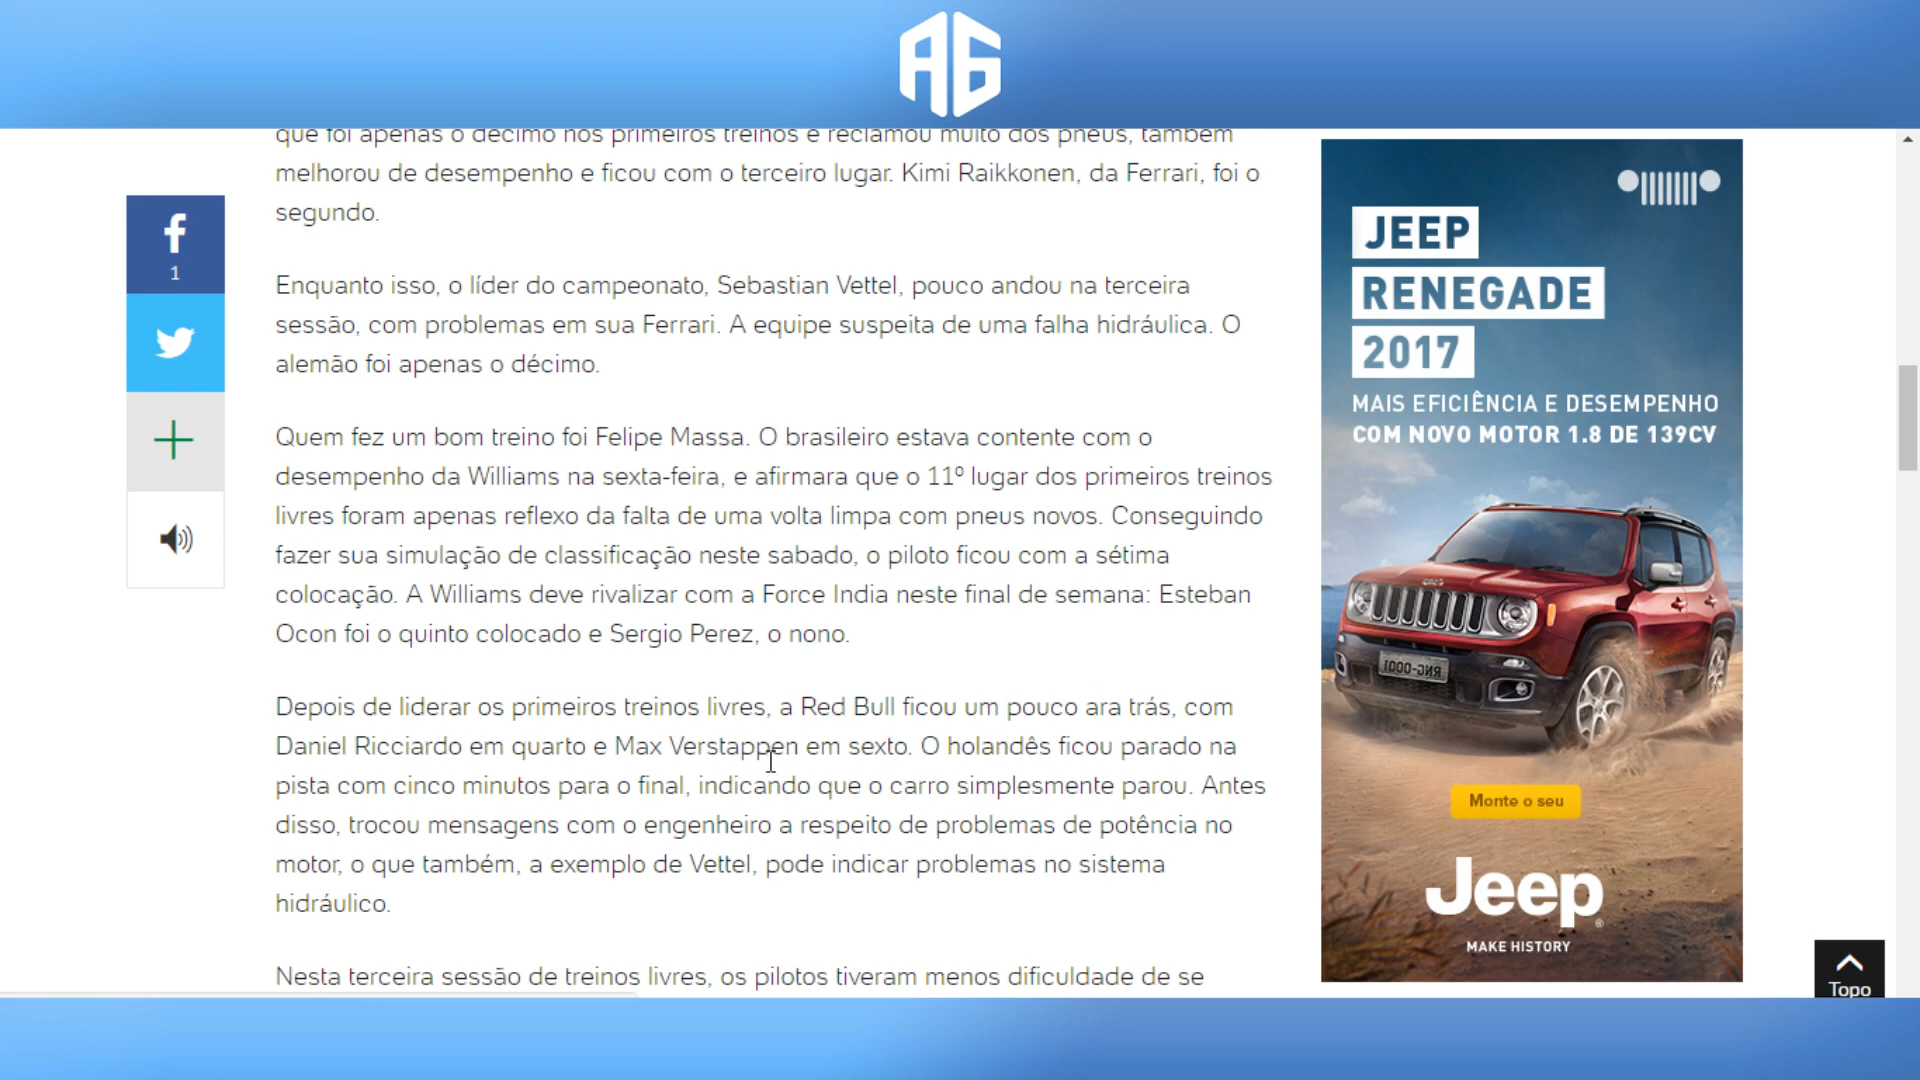 AG
que foi apenas o décimo nos primeiros treinos e reclamou muito dos pneus, também
melhorou de desempenho e ficou com o terceiro lugar. Kimi Raikkonen, da Ferrari, foi o
segundo.
1
Enquanto isso, o líder do campeonato, Sebastian Vettel, pouco andou na terceira
sessão, com problemas em sua Ferrari. A equipe suspeita de uma falha hidráulica. O
alemão foi apenas o décimo.
Quem fez um bom treino foi Felipe Massa. O brasileiro estava contente com o
desempenho da Williams na sexta-feira, e afirmara que o 11º lugar dos primeiros treinos
livres foram apenas reflexo da falta de uma volta limpa com pneus novos. Conseguindo
fazer sua simulação de classificação neste sabado, o piloto ficou com a sétima
colocação. A Williams deve rivalizar com a Force India neste final de semana: Esteban
Ocon foi o quinto colocado e Sergio Perez, o nono.
Depois de liderar os primeiros treinos livres, a Red Bull ficou um pouco ara trás, com
Daniel Ricciardo em quarto e Max Verstappen em sexto. O holandês ficou parado na
pista com cinco minutos para o final, indicando que o carro simplesmente parou. Antes
disso, trocou mensagens com o engenheiro a respeito de problemas de potência no
motor, o que também, a exemplo de Vettel, pode indicar problemas no sistema
hidráulico.
Nesta terceira sessão de treinos livres, os pilotos tiveram menos dificuldade de se
JEEP
RENEGADE
2017
MAIS EFICIÊNCIA E DESEMPENHO
COM NOVO MOTOR 1.8 DE 139CV
Jeep
RNG-0001
Monte o seu
Jeep®
MAKE HISTORY
Topo